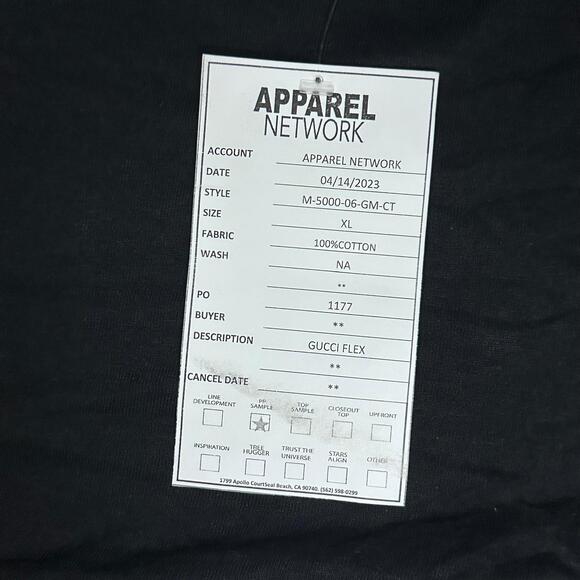 APPAREL
NETWORK
ACCOUNT APPAREL NETWORK
DATE 04/14/2023
STYLE M-5000-06-GM-CT
SIZE XL
FABRIC 100%COTTON
WASH NA
**
PO 1177
BUYER **
DESCRIPTION GUCCI FLEX
**
CANCEL DATE **
LINE DEVELOPMENT
PP SAMPLE
TOP SAMPLE
CLOSEOUT TOP
UPFRONT
INSPIRATION
TREE HUGGER
TRUST THE UNIVERSE
STARS ALIGN
OTHER
1799 Apollo CourtSeal Beach, CA 90740. (562) 598-0299